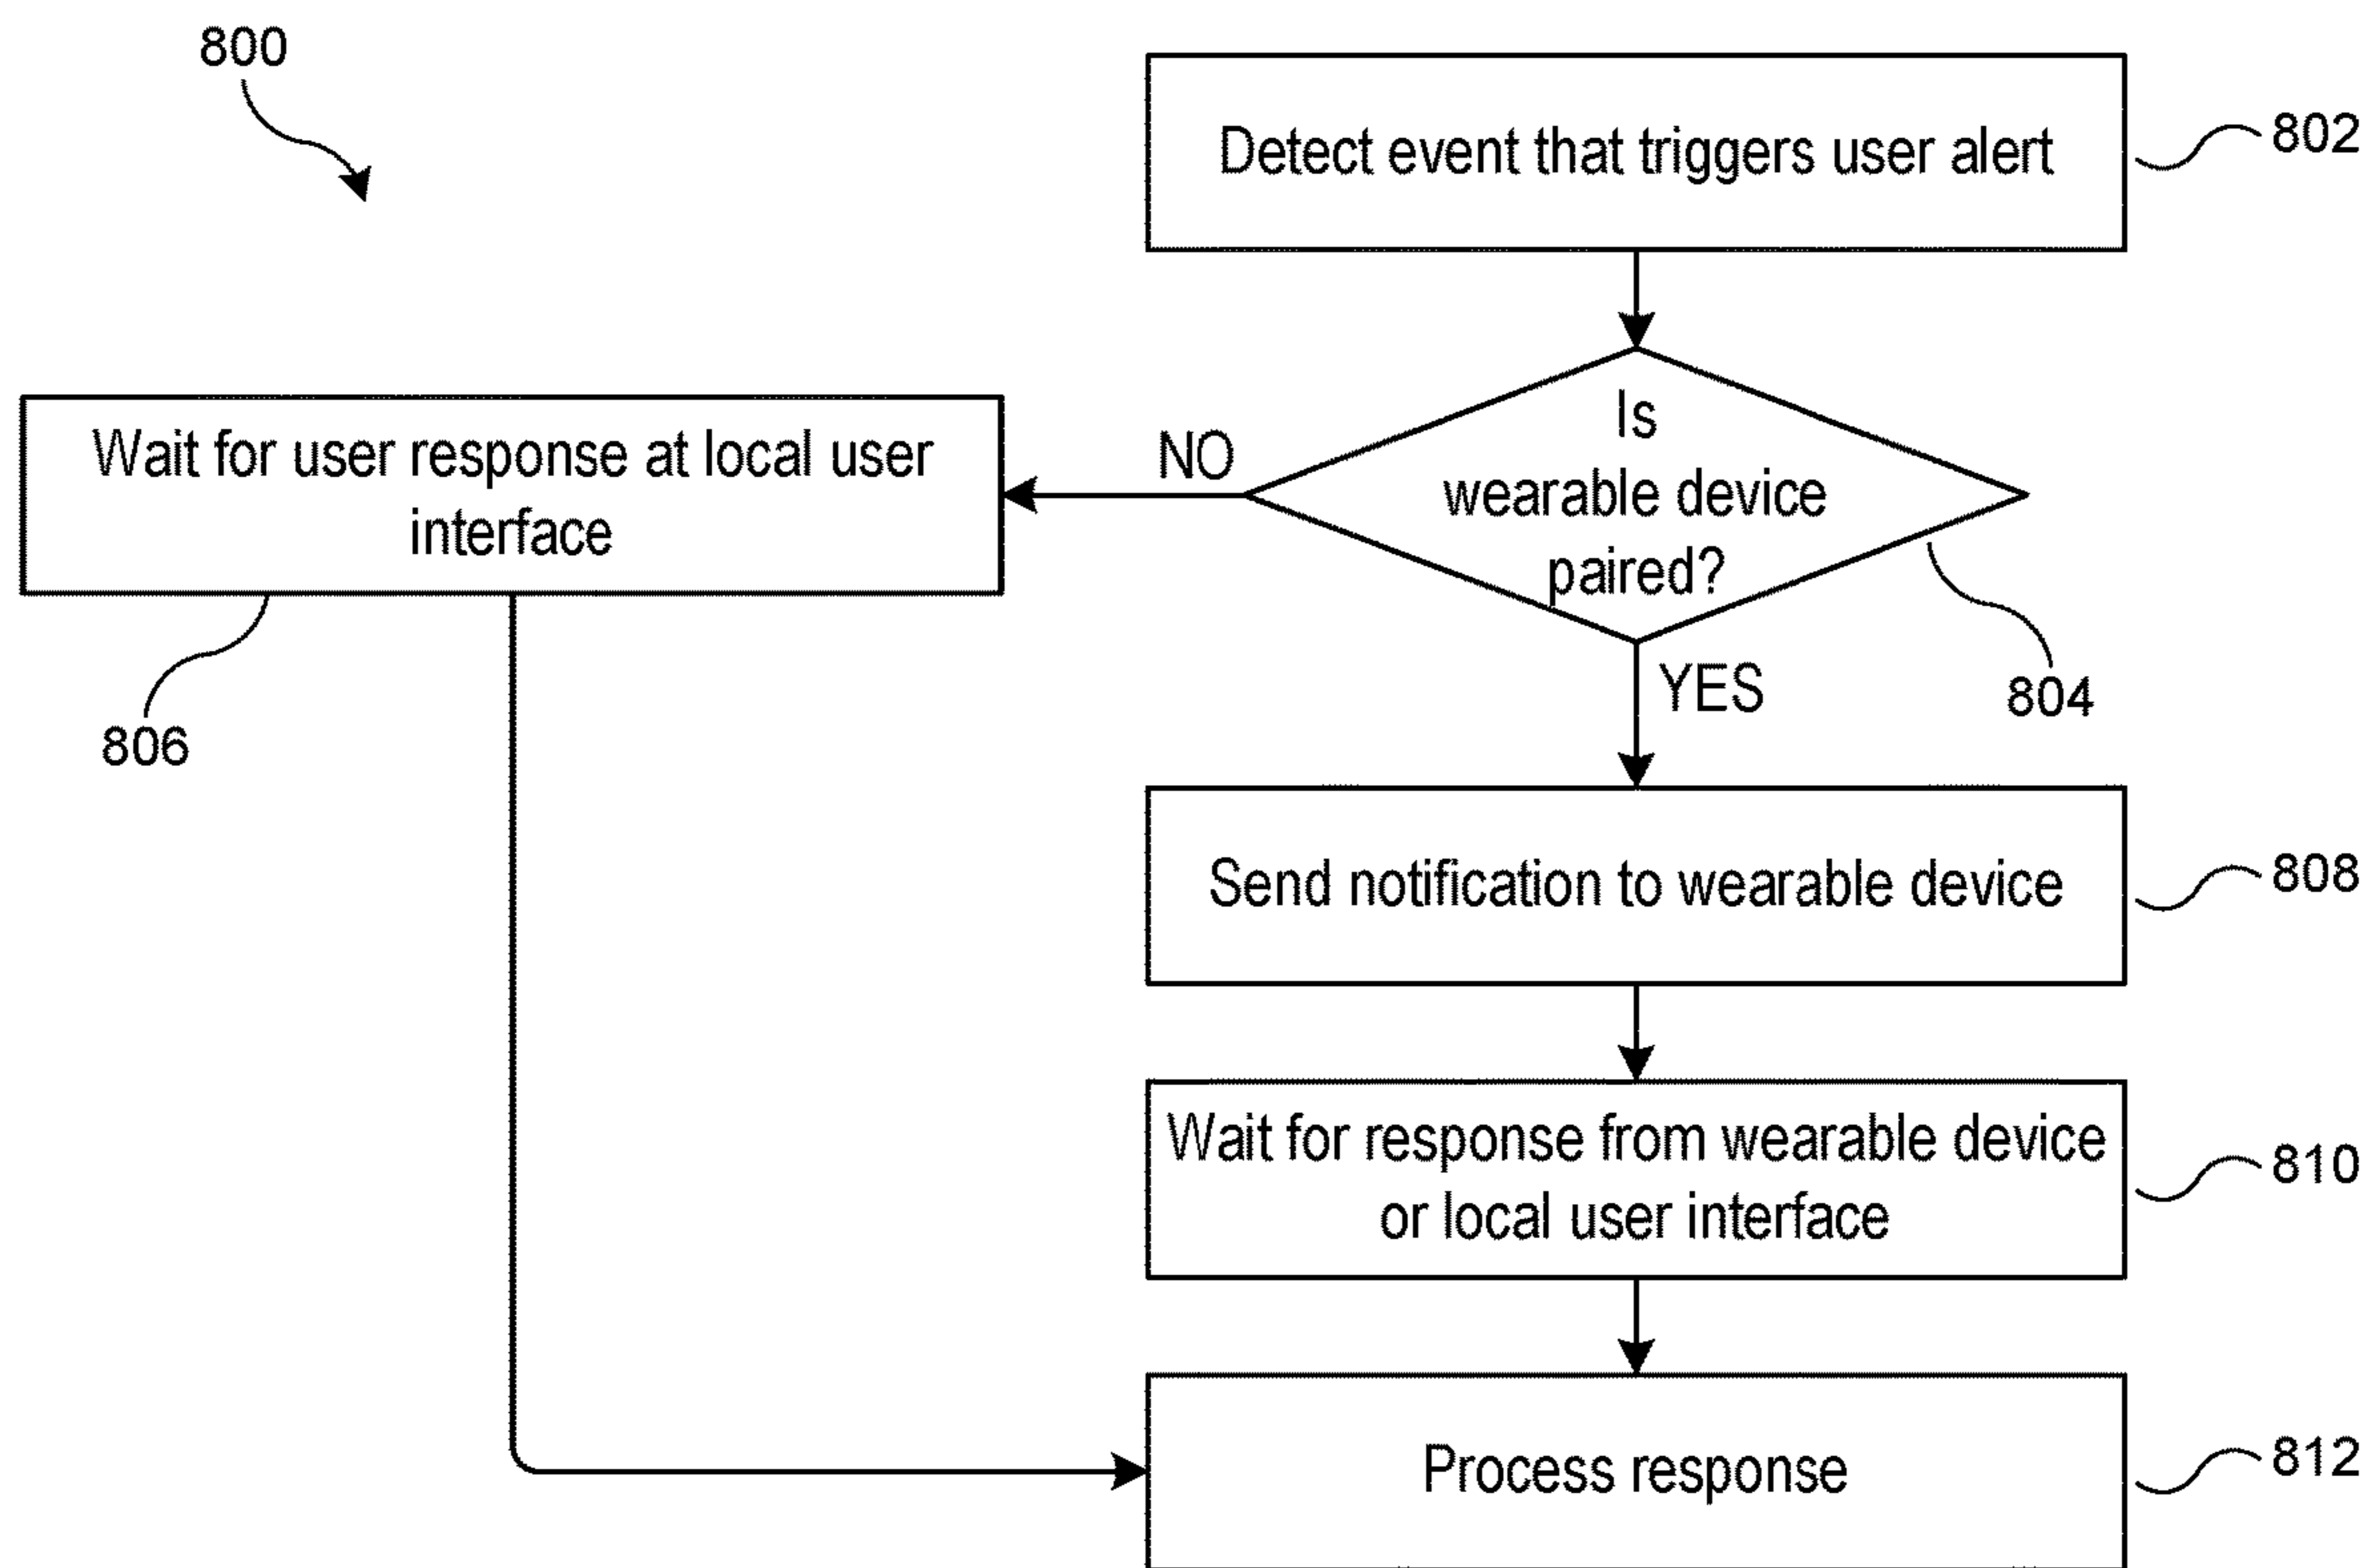 800
Detect event that triggers user alert
802
Is
wearable device
paired?
NO
Wait for user response at local user
interface
806
YES
804
Send notification to wearable device
808
Wait for response from wearable device
or local user interface
810
Process response
812